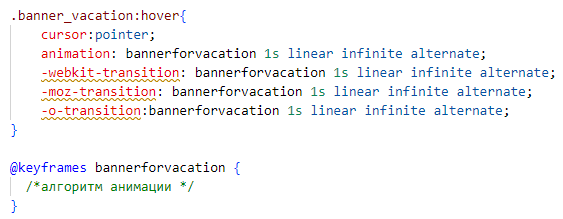 .banner_vacation:hover{
cursor:pointer;
animation: bannerforvacation 1s linear infinite alternate;
-webkit-transition: bannerforvacation 1s linear infinite alternate;
-moz-transition: bannerforvacation 1s linear infinite alternate;
-o-transition:bannerforvacation 1s linear infinite alternate;
}
@keyframes bannerforvacation {
/*алгоритм анимации */
}